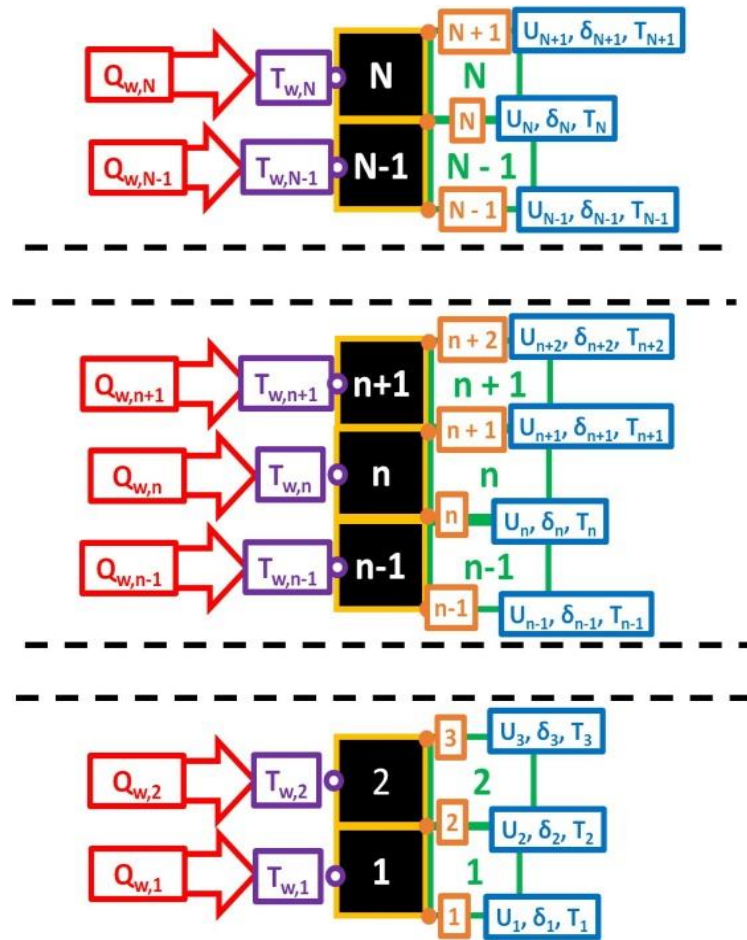 N + 1 U_{N+1}, δ_{N+1}, T_{N+1}
Q_{w,N} T_{w,N} N N
N U_N, δ_N, T_N
Q_{w,N-1} T_{w,N-1} N-1 N - 1
N - 1 U_{N-1}, δ_{N-1}, T_{N-1}
n + 2 U_{n+2}, δ_{n+2}, T_{n+2}
Q_{w,n+1} T_{w,n+1} n+1 n + 1
n + 1 U_{n+1}, δ_{n+1}, T_{n+1}
Q_{w,n} T_{w,n} n n
n U_n, δ_n, T_n
Q_{w,n-1} T_{w,n-1} n-1 n-1
n-1 U_{n-1}, δ_{n-1}, T_{n-1}
3 U_3, δ_3, T_3
Q_{w,2} T_{w,2} 2 2
2 U_2, δ_2, T_2
Q_{w,1} T_{w,1} 1 1
1 U_1, δ_1, T_1